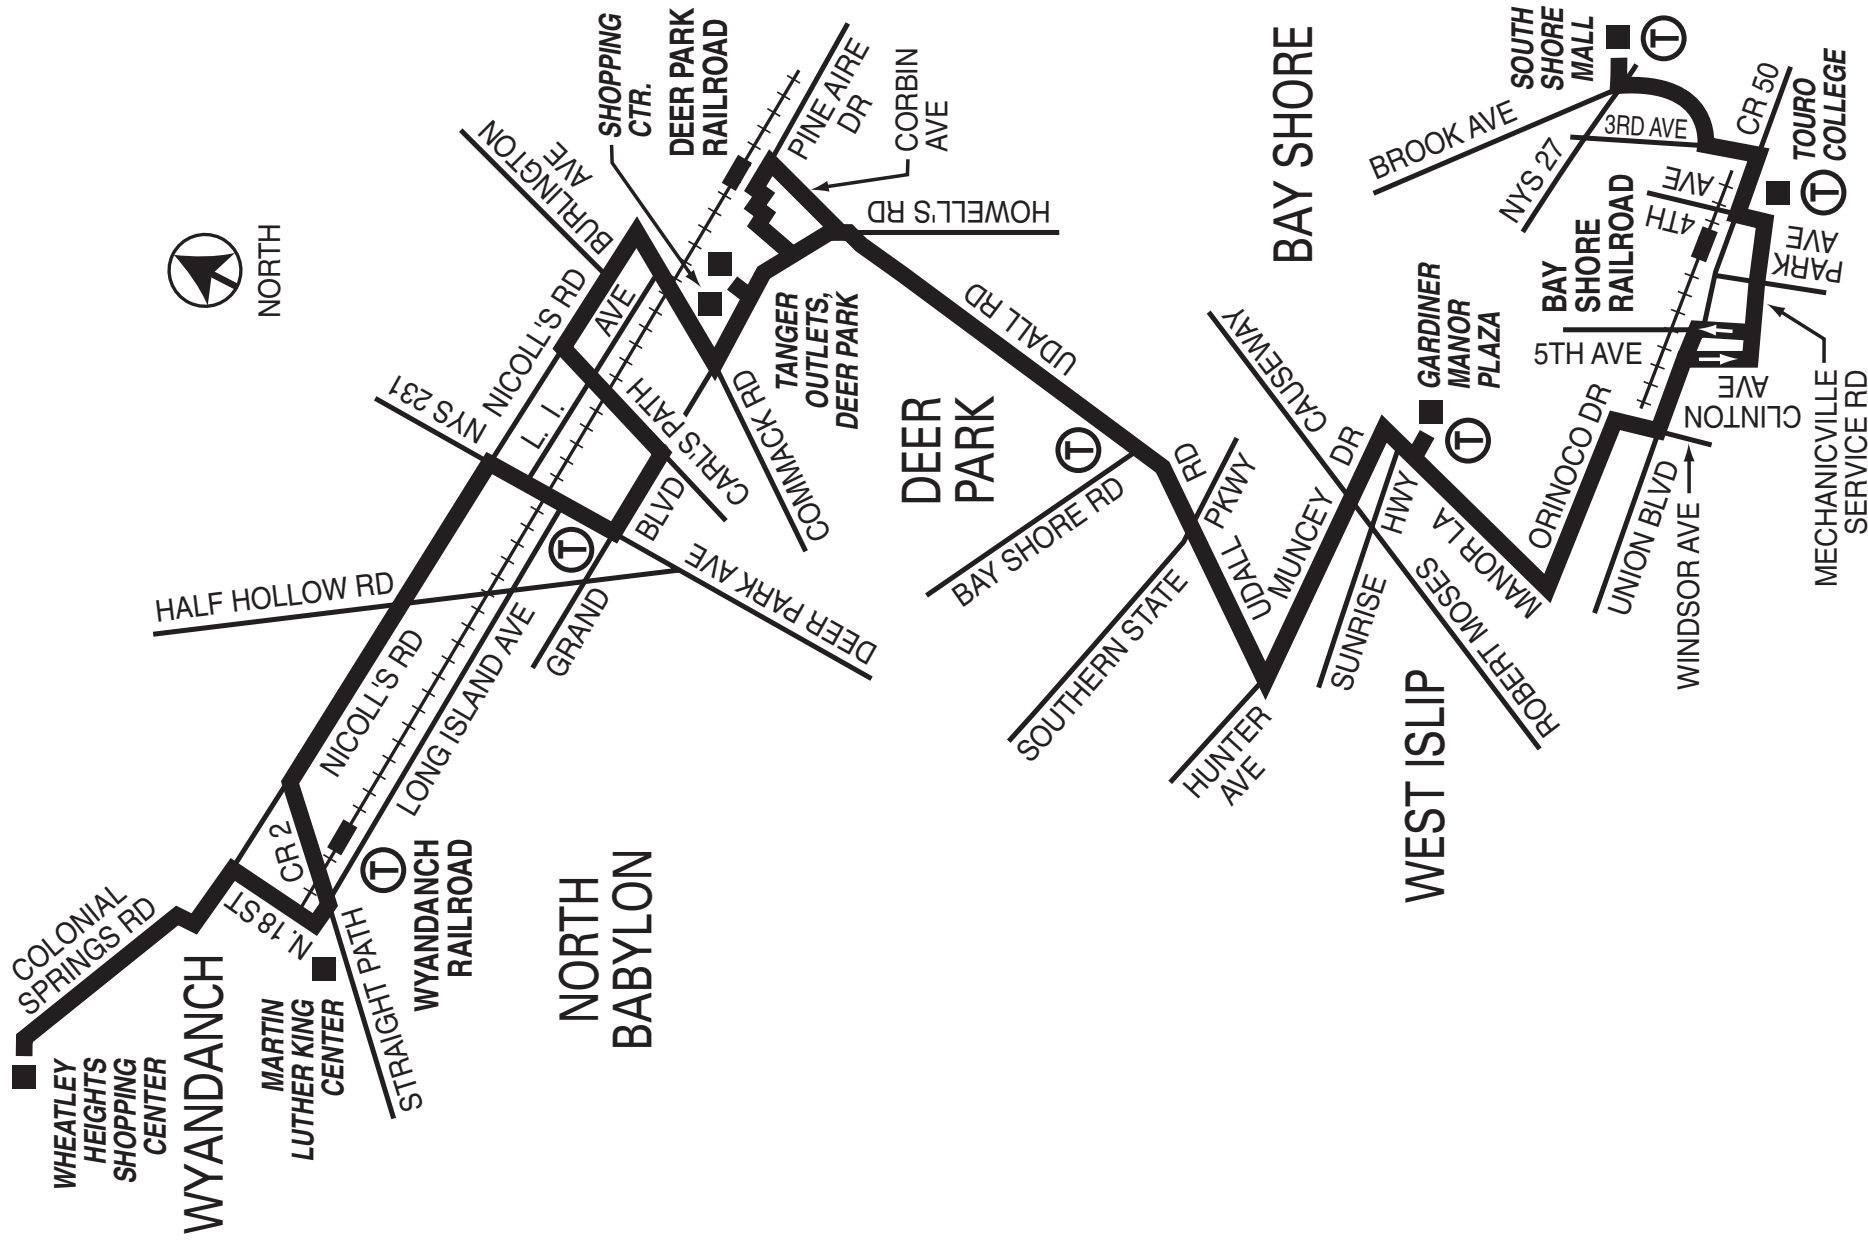 WHEATLEY
HEIGHTS
SHOPPING
CENTER
COLONIAL
SPRINGS RD
WYANDANCH
MARTIN
LUTHER KING
CENTER
N. 18 ST
CR 2
STRAIGHT PATH
T
WYANDANCH
RAILROAD
NORTH
BABYLON
NICOLL'S RD
LONG ISLAND AVE
HALF HOLLOW RD
GRAND
BLVD
T
DEER PARK AVE
NYS 231
NICOLL'S RD
L. I.
AVE
CARL'S PATH
COMMACK RD
BURLINGTON
AVE
NORTH
SHOPPING
CTR.
DEER PARK
RAILROAD
TANGER
OUTLETS,
DEER PARK
PINE AIRE
DR
CORBIN
AVE
HOWELL'S RD
DEER
PARK
UDALL RD
T
BAY SHORE RD
SOUTHERN STATE
PKWY
UDALL
RD
HUNTER
AVE
MUNCEY
DR
SUNRISE
HWY
ROBERT MOSES
CAUSEWAY
WEST ISLIP
GARDINER
MANOR
PLAZA
T
MANOR LA
ORINOCO DR
UNION BLVD
WINDSOR AVE
CLINTON
AVE
5TH AVE
MECHANICVILLE
SERVICE RD
BAY SHORE
BAY
SHORE
RAILROAD
4TH
AVE
PARK
AVE
T
TOURO
COLLEGE
CR 50
3RD AVE
NYS 27
BROOK AVE
SOUTH
SHORE
MALL
T